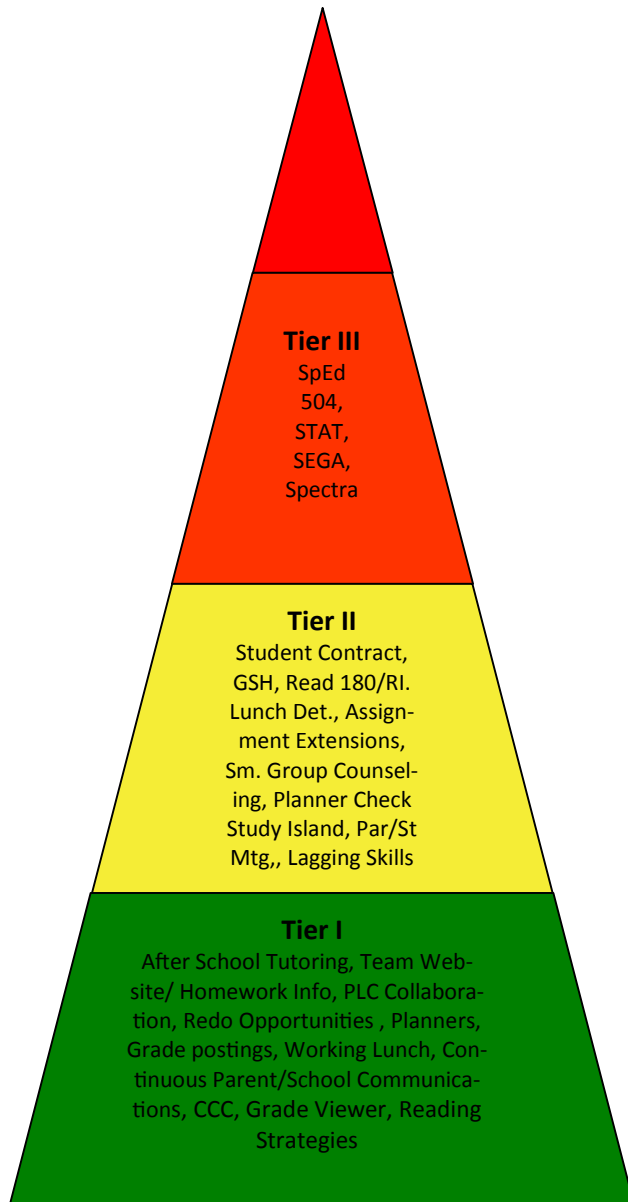 Tier III
SpEd
504,
STAT,
SEGA,
Spectra
Tier II
Student Contract,
GSH, Read 180/RI.
Lunch Det., Assign-
ment Extensions,
Sm. Group Counsel-
ing, Planner Check
Study Island, Par/St
Mtg,, Lagging Skills
Tier I
After School Tutoring, Team Web-
site/ Homework Info, PLC Collabora-
tion, Redo Opportunities , Planners,
Grade postings, Working Lunch, Con-
tinuous Parent/School Communica-
tions, CCC, Grade Viewer, Reading
Strategies